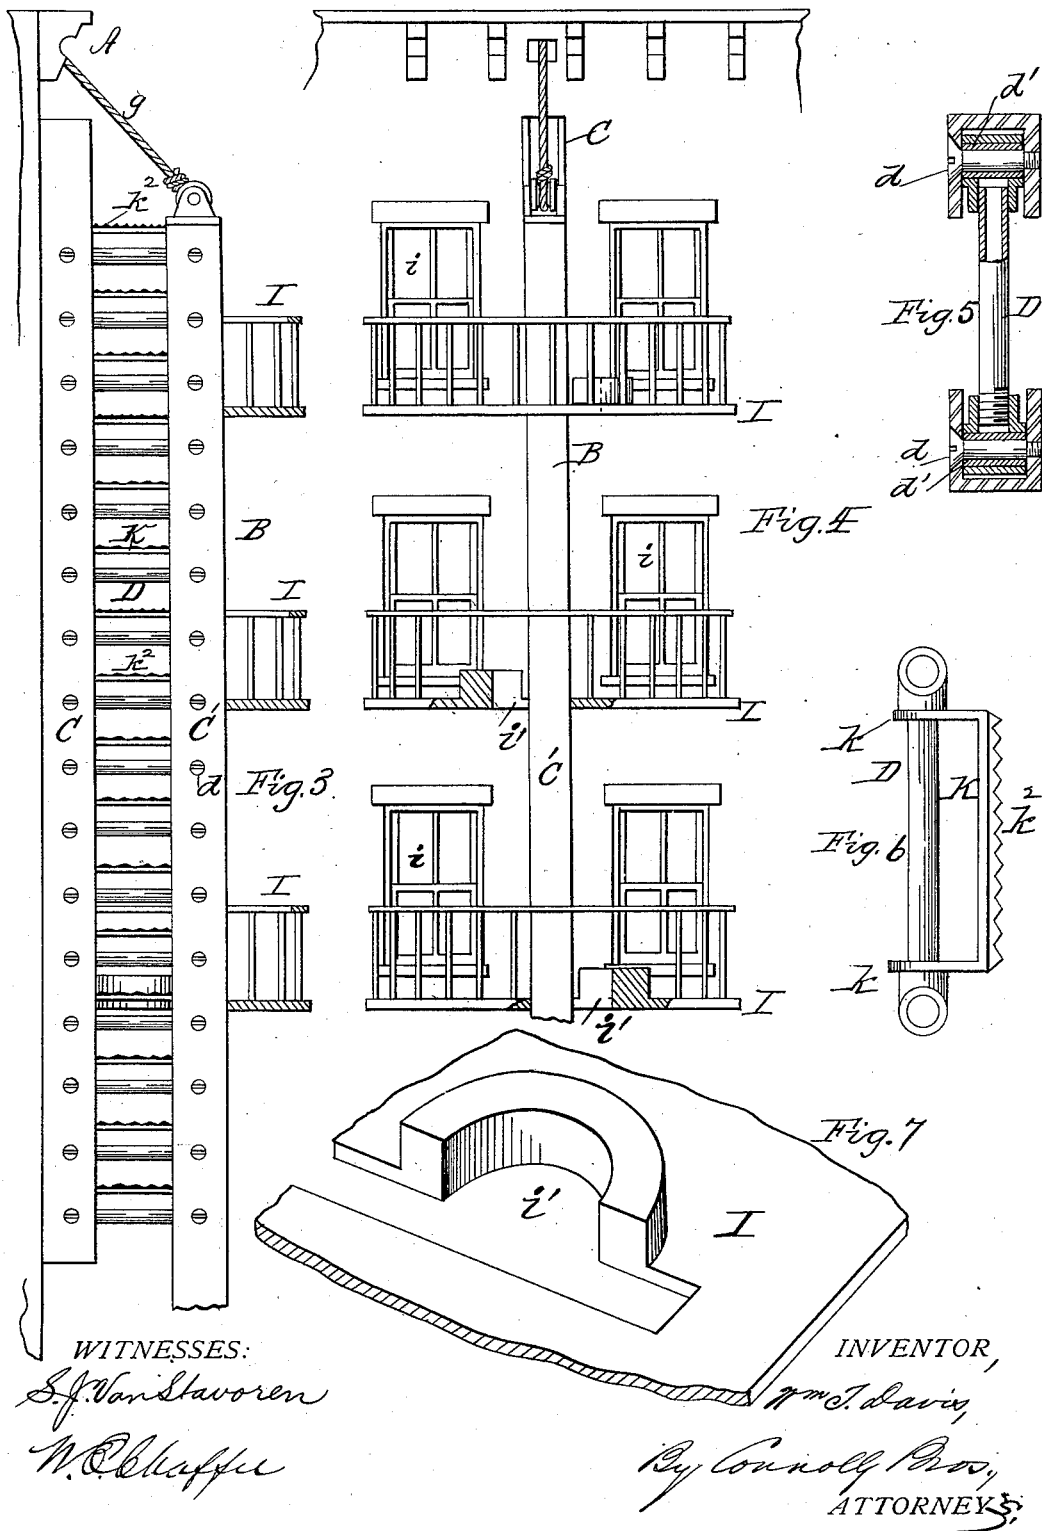 A
g
k²
I
K
D
k²
B
I
C
C'
d
Fig. 3
I
C
i
I
B
Fig. 4
i
i'
I
C'
i
i'
I
d'
d
Fig. 5
D
d
d'
k
D
K
k²
Fig. 6
k
Fig. 7
i'
I
WITNESSES:
S. J. Van Stavoren
INVENTOR,
Wm J. Davis,
By Connolly Bros.,
ATTORNEYS.